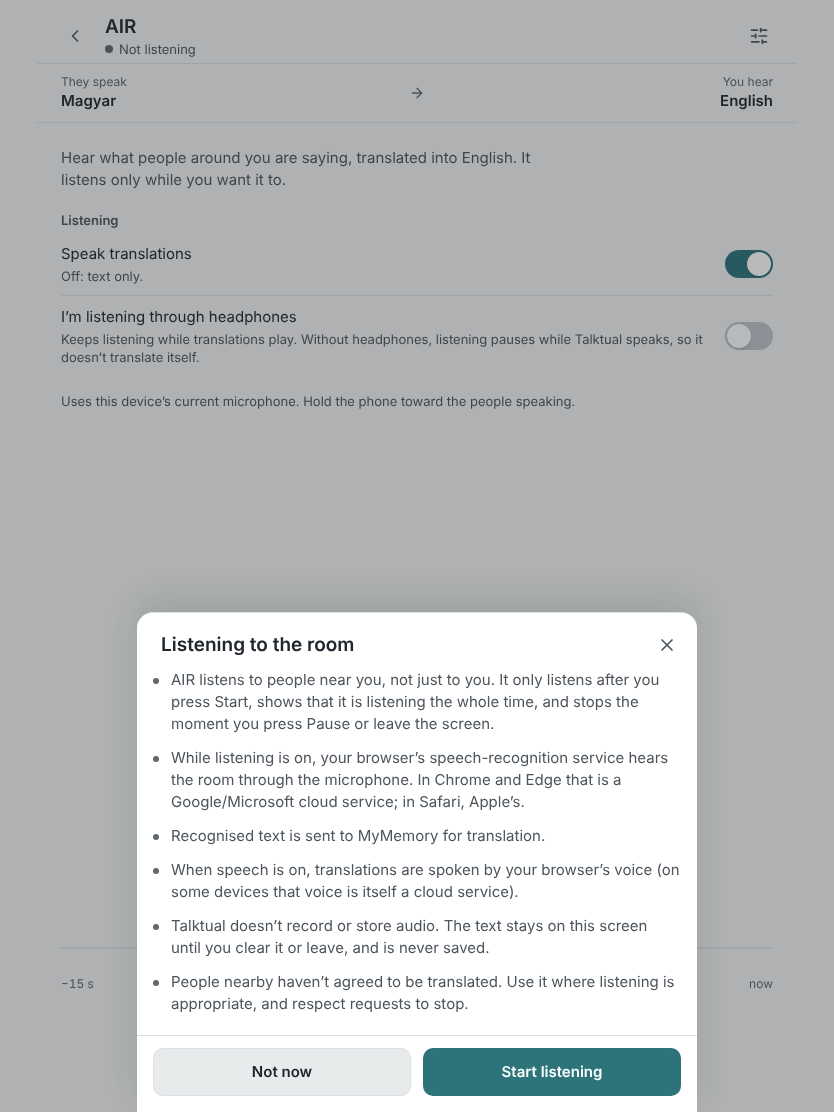 AIR
Not listening
They speak
You hear
Magyar
English
Hear what people around you are saying, translated into English. It
listens only while you want it to.
Listening
Speak translations
Off: text only.
I’m listening through headphones
Keeps listening while translations play. Without headphones, listening pauses while Talktual speaks, so it
doesn’t translate itself.
Uses this device’s current microphone. Hold the phone toward the people speaking.
Listening to the room
AIR listens to people near you, not just to you. It only listens after you
press Start, shows that it is listening the whole time, and stops the
moment you press Pause or leave the screen.
While listening is on, your browser’s speech-recognition service hears
the room through the microphone. In Chrome and Edge that is a
Google/Microsoft cloud service; in Safari, Apple’s.
Recognised text is sent to MyMemory for translation.
When speech is on, translations are spoken by your browser’s voice (on
some devices that voice is itself a cloud service).
Talktual doesn’t record or store audio. The text stays on this screen
until you clear it or leave, and is never saved.
People nearby haven’t agreed to be translated. Use it where listening is
appropriate, and respect requests to stop.
−15 s
now
Not now
Start listening